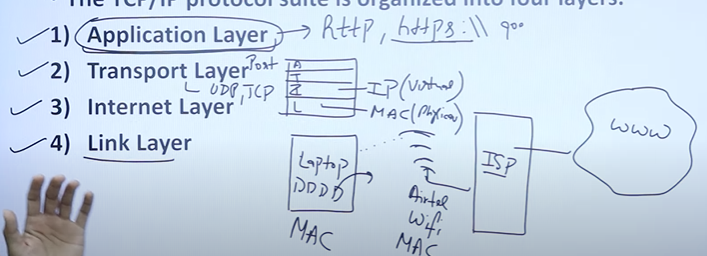 The TCP/IP protocol suite is organized into four layers.
1) Application Layer → http, https:\\ goo
2) Transport Layer Port
UDP, TCP
3) Internet Layer
4) Link Layer
A
T
I
L
IP (Virtual)
MAC (Physical)
Laptop
DDDD
MAC
Airtel
Wifi
MAC
ISP
WWW